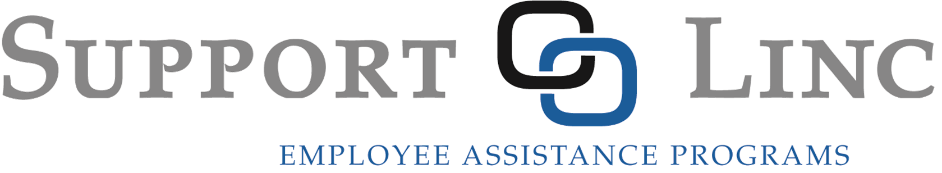 SUPPORT LINC
EMPLOYEE ASSISTANCE PROGRAMS